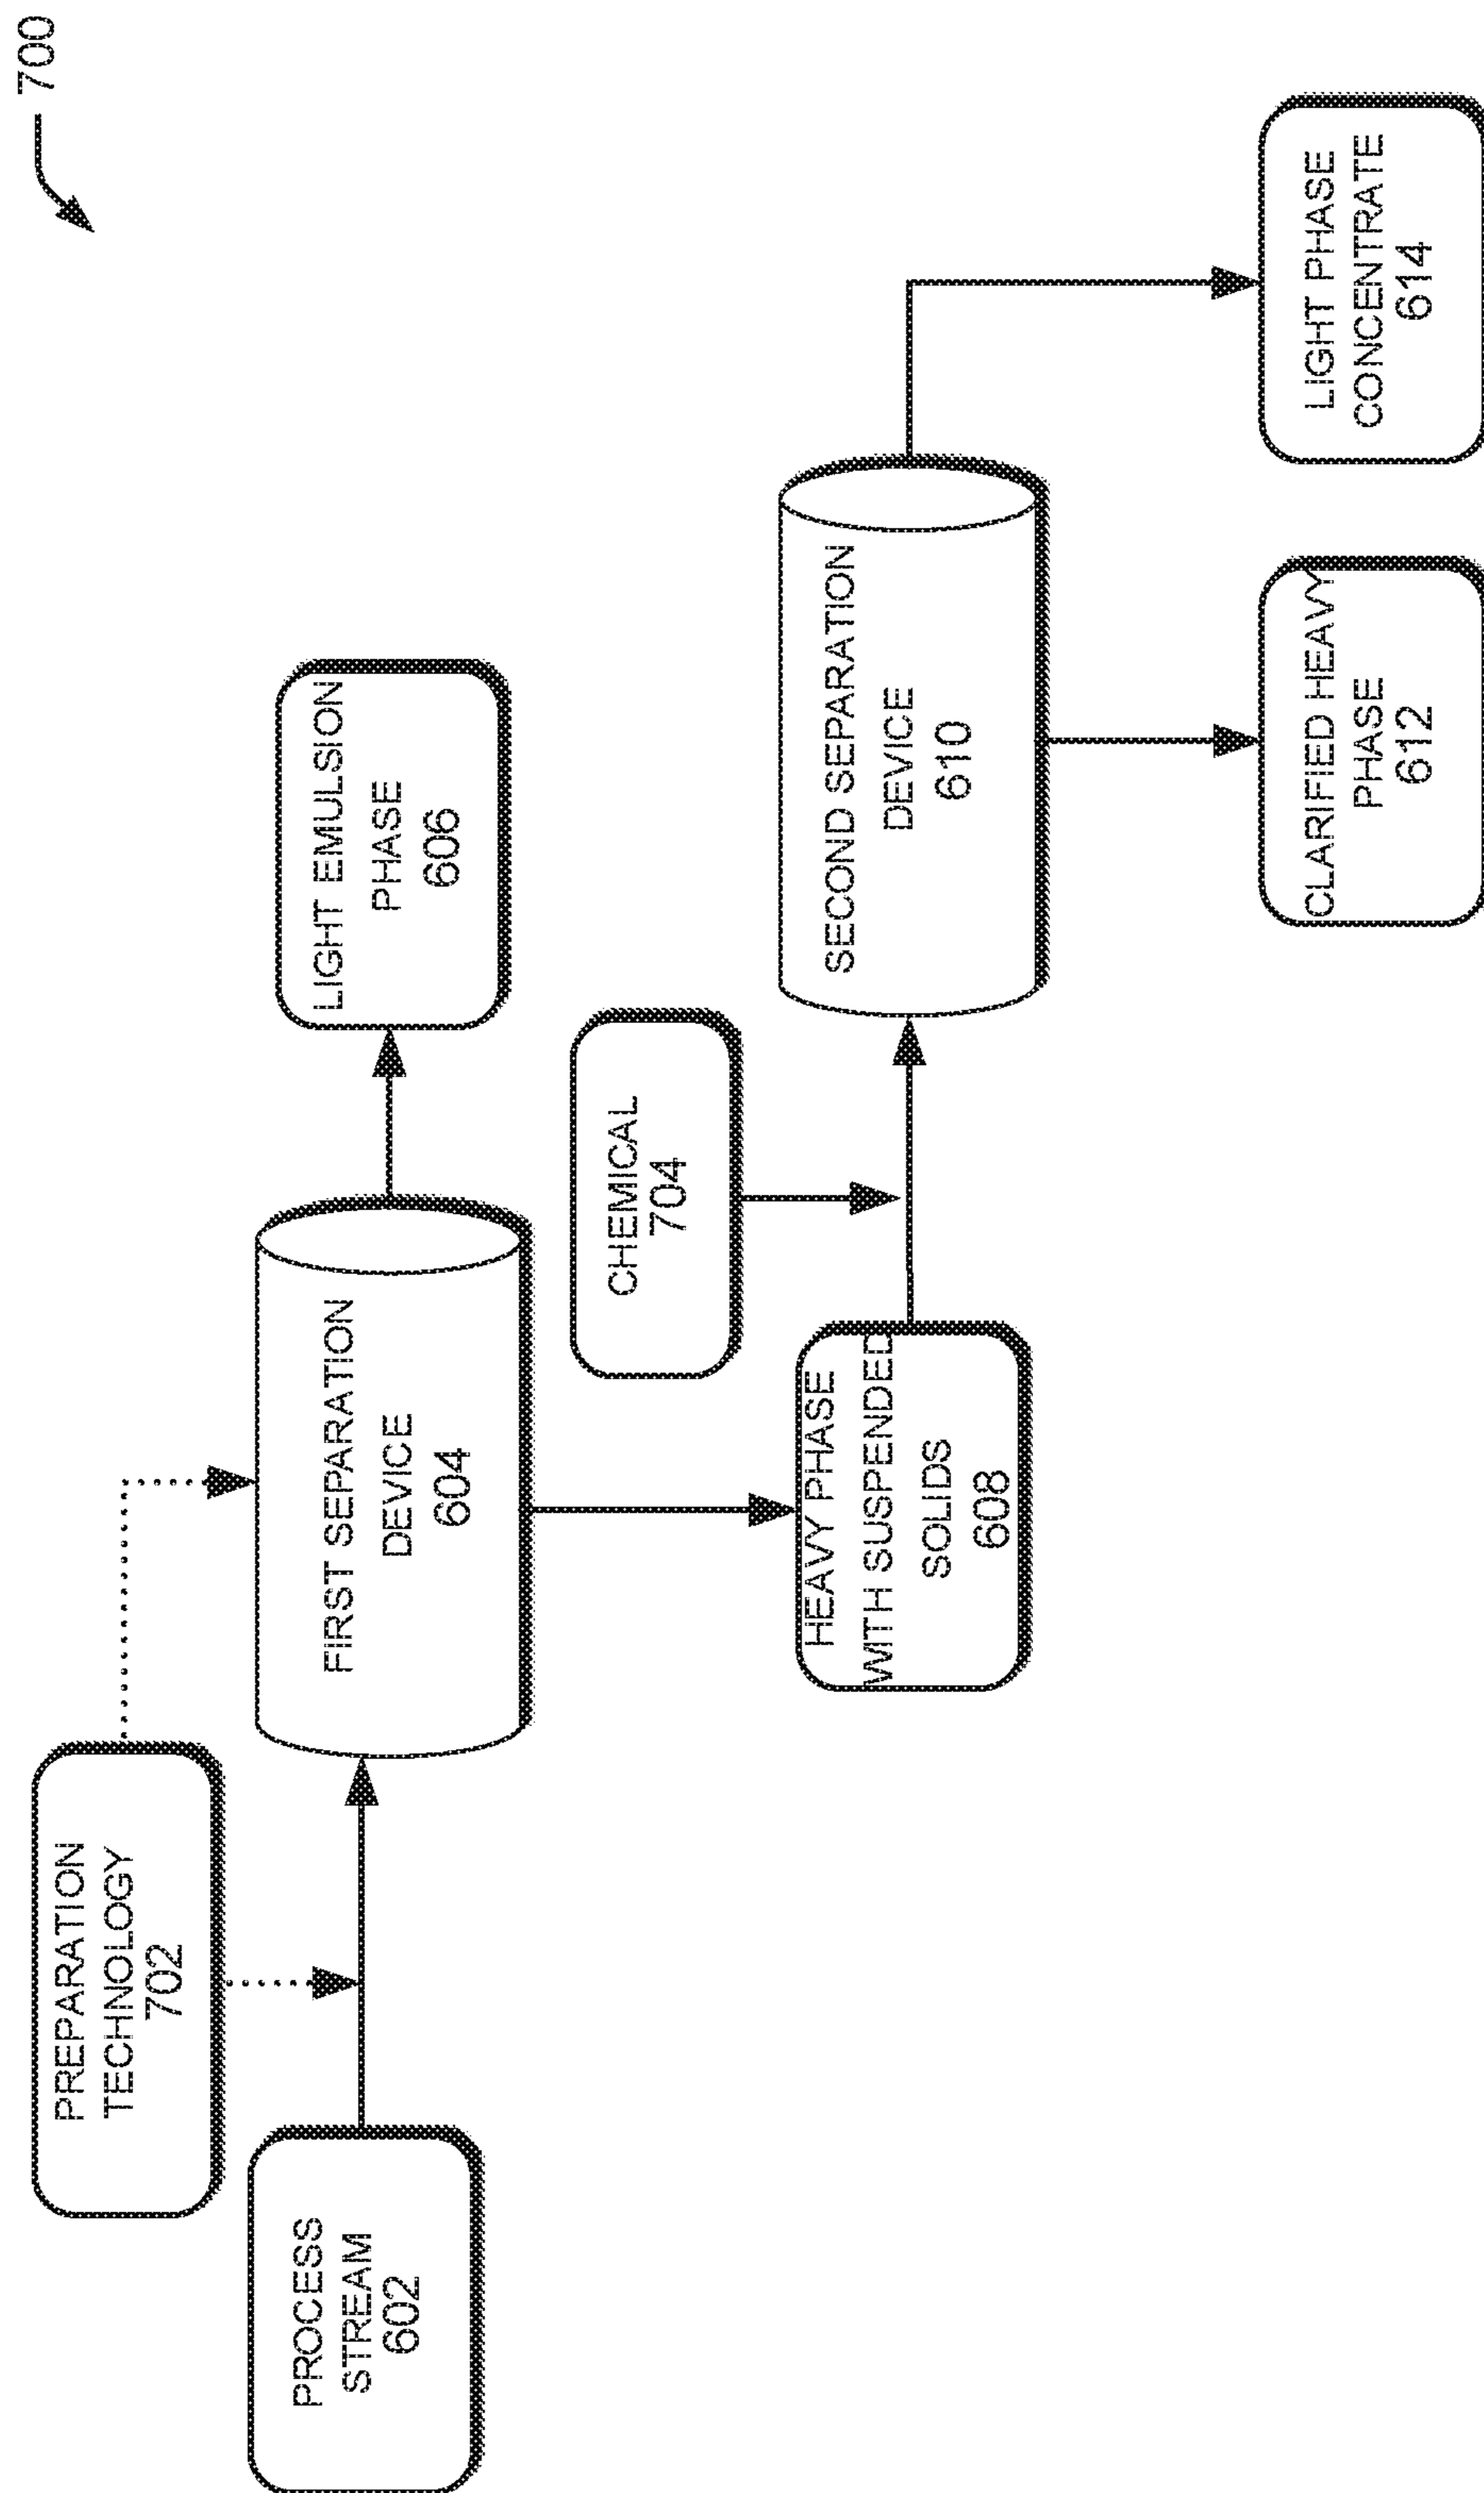 700
PREPARATION
TECHNOLOGY
702
PROCESS
STREAM
602
FIRST SEPARATION
DEVICE
604
LIGHT EMULSION
PHASE
606
CHEMICAL
704
HEAVY PHASE
WITH SUSPENDED
SOLIDS
608
SECOND SEPARATION
DEVICE
610
CLARIFIED HEAVY
PHASE
612
LIGHT PHASE
CONCENTRATE
614